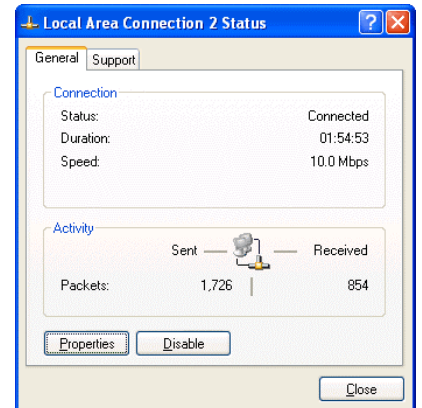 Local Area Connection 2 Status
General Support
Connection
Status: Connected
Duration: 01:54:53
Speed: 10.0 Mbps
Activity
Sent Received
Packets: 1,726 854
Properties Disable
Close